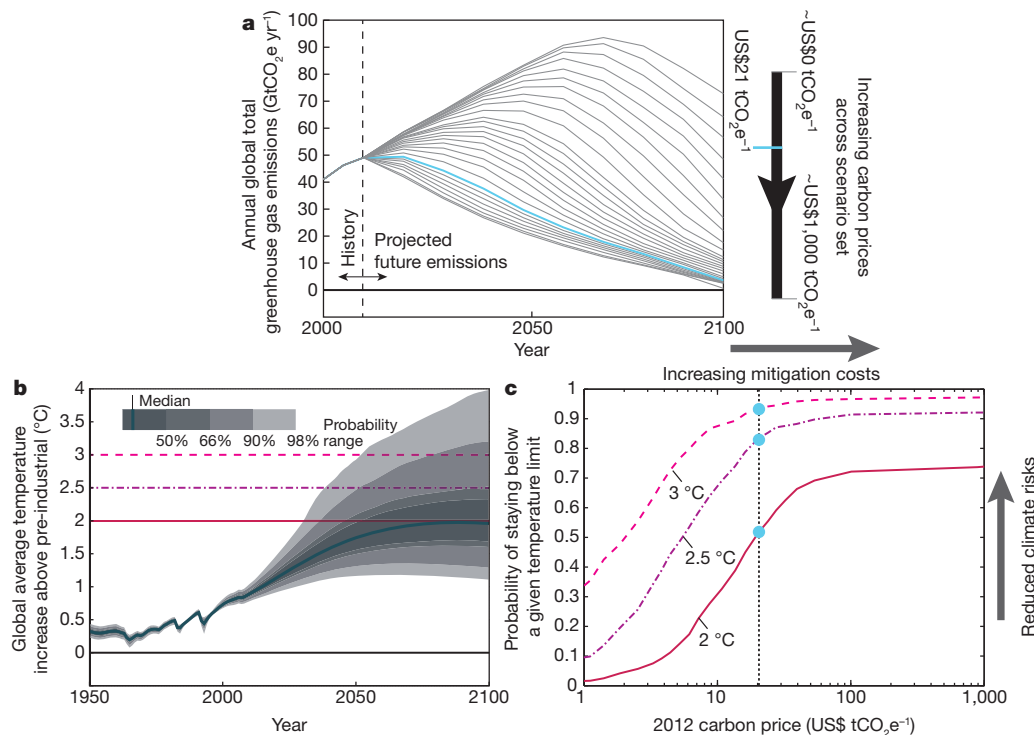 a
Annual global total
greenhouse gas emissions (GtCO2e yr−1)
100
90
80
70
60
50
40
30
20
10
0
History
Projected
future emissions
2000
2050
2100
Year
US$21 tCO2e−1
~US$0 tCO2e−1
~US$1,000 tCO2e−1
Increasing carbon prices
across scenario set
Increasing mitigation costs
b
Global average temperature
increase above pre-industrial (°C)
4
3.5
3
2.5
2
1.5
1
0.5
0
Median
50% 66% 90% 98%
Probability
range
1950
2000
2050
2100
Year
c
Probability of staying below
a given temperature limit
1
0.9
0.8
0.7
0.6
0.5
0.4
0.3
0.2
0.1
0
3 °C
2.5 °C
2 °C
1
10
100
1,000
2012 carbon price (US$ tCO2e−1)
Reduced climate risks